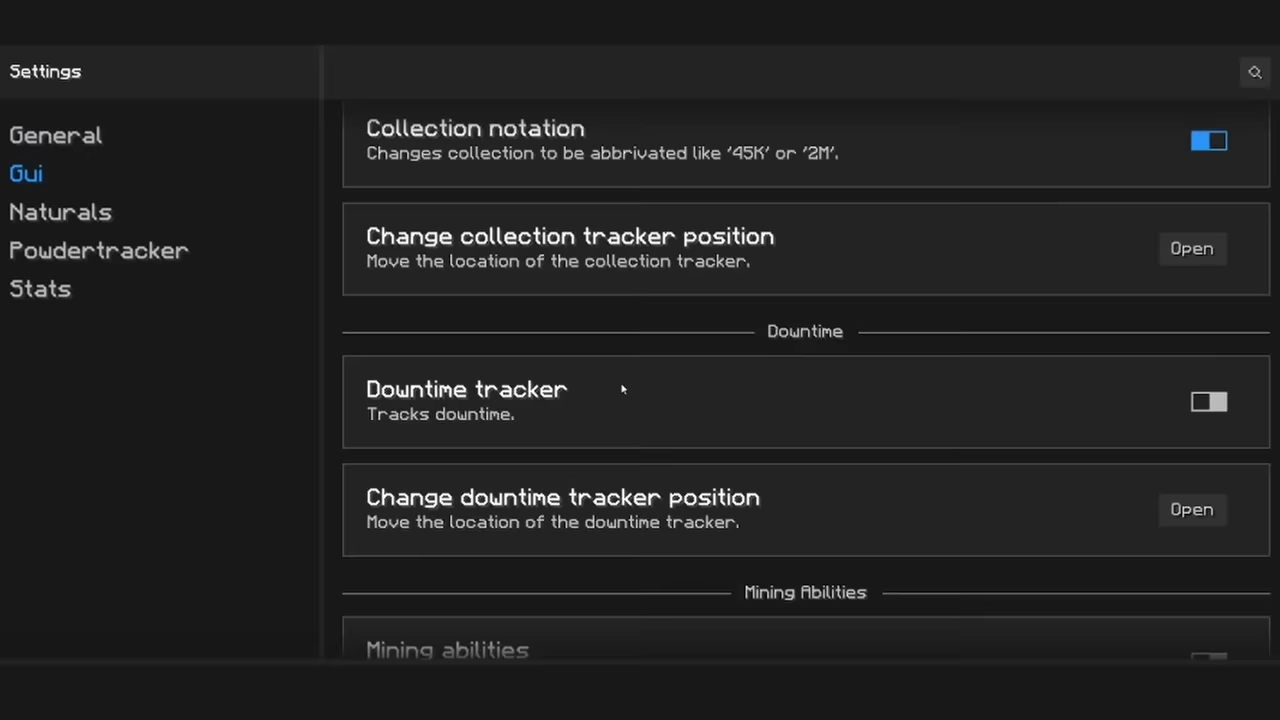 Settings
General
Gui
Naturals
Powdertracker
Stats
Collection notation
Changes collection to be abbrivated like '45K' or '2M'.
Change collection tracker position
Move the location of the collection tracker.
Open
Downtime
Downtime tracker
Tracks downtime.
Change downtime tracker position
Move the location of the downtime tracker.
Open
Mining Abilities
Mining abilities